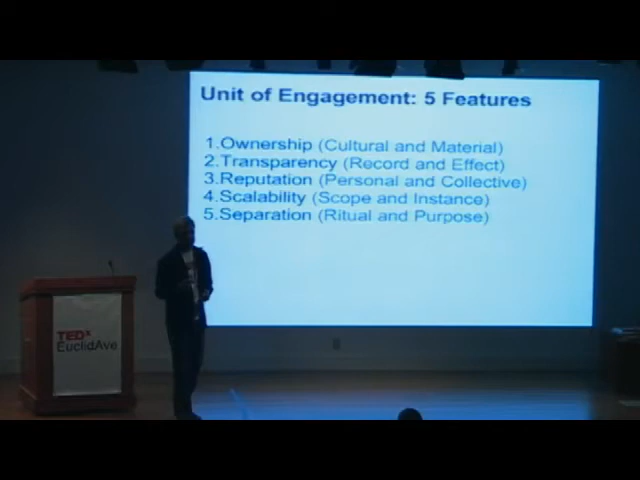 Unit of Engagement: 5 Features
1.Ownership (Cultural and Material)
2.Transparency (Record and Effect)
3.Reputation (Personal and Collective)
4.Scalability (Scope and Instance)
5.Separation (Ritual and Purpose)
TEDx
EuclidAve